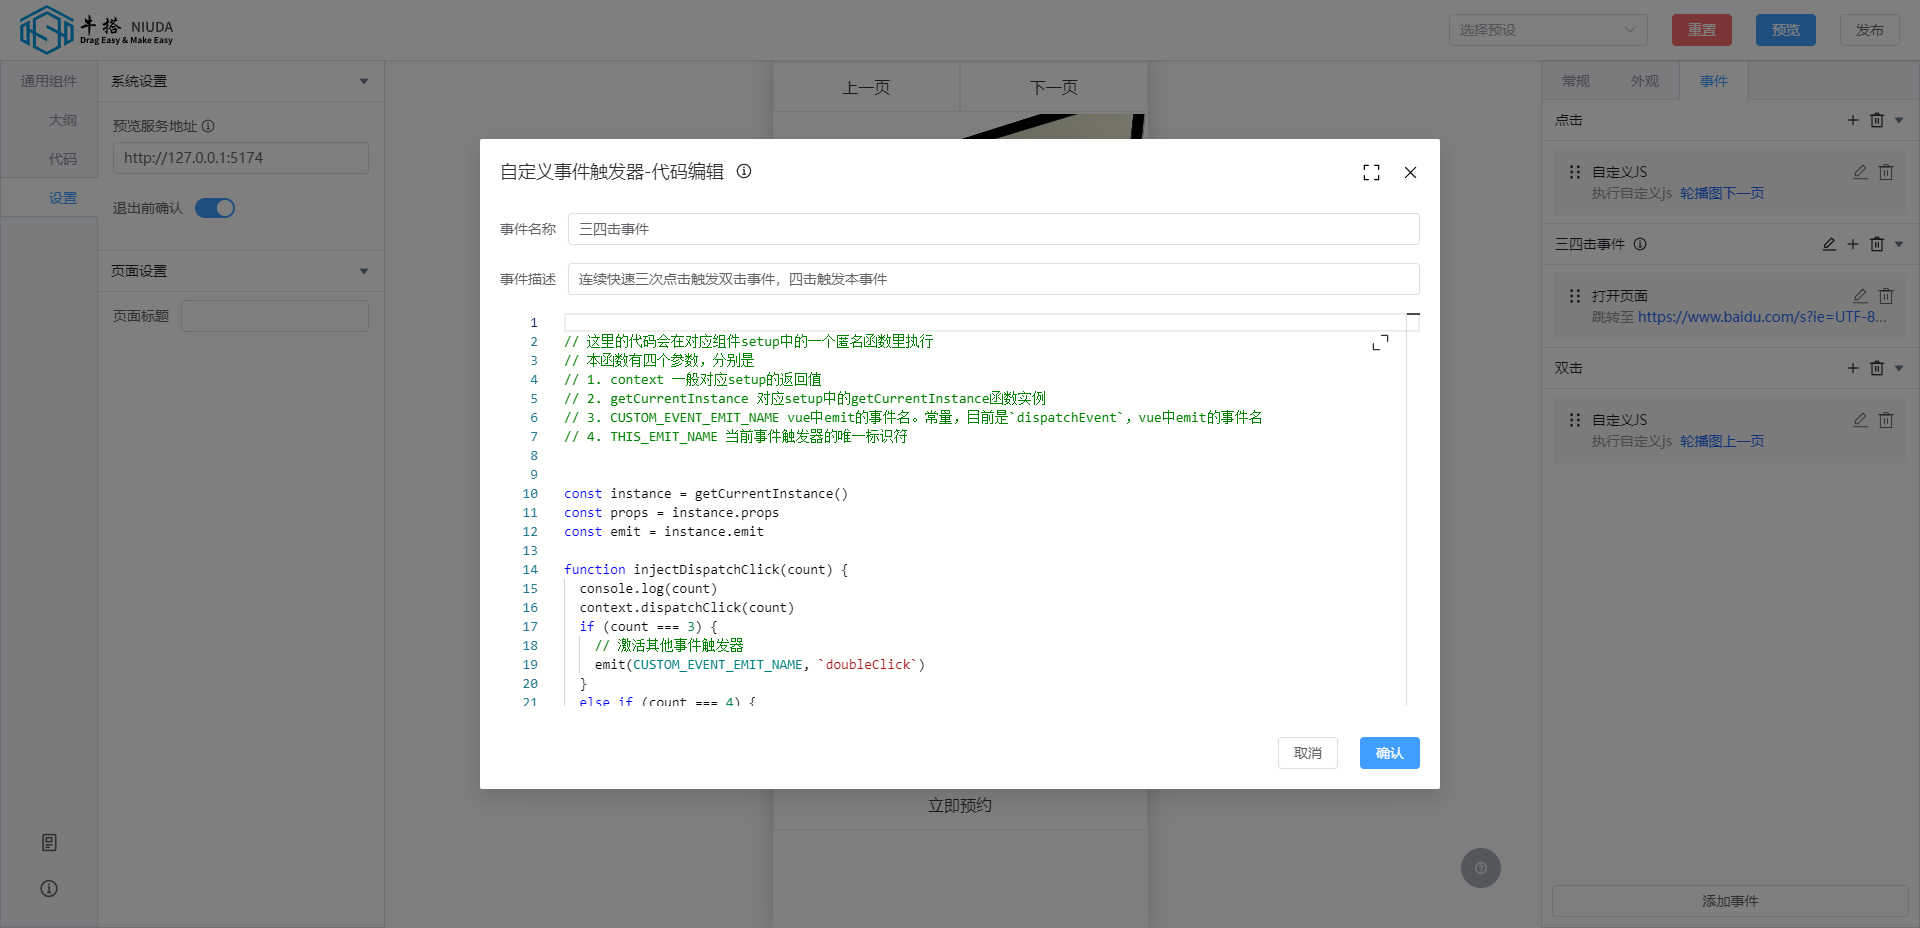 牛搭 NIUDA
Drag Easy & Make Easy
选择预设
重置
预览
发布
通用组件
大纲
代码
设置
系统设置
预览服务地址
http://127.0.0.1:5174
退出前确认
页面设置
页面标题
上一页
下一页
自定义事件触发器-代码编辑
事件名称
三四击事件
事件描述
连续快速三次点击触发双击事件，四击触发本事件
1
2 // 这里的代码会在对应组件setup中的一个匿名函数里执行
3 // 本函数有四个参数，分别是
4 // 1. context 一般对应setup的返回值
5 // 2. getCurrentInstance 对应setup中的getCurrentInstance函数实例
6 // 3. CUSTOM_EVENT_EMIT_NAME vue中emit的事件名。常量，目前是`dispatchEvent`，vue中emit的事件名
7 // 4. THIS_EMIT_NAME 当前事件触发器的唯一标识符
8
9
10 const instance = getCurrentInstance()
11 const props = instance.props
12 const emit = instance.emit
13
14 function injectDispatchClick(count) {
15 console.log(count)
16 context.dispatchClick(count)
17 if (count === 3) {
18 // 激活其他事件触发器
19 emit(CUSTOM_EVENT_EMIT_NAME, `doubleClick`)
20 }
21 else if (count === 4) {
取消
确认
立即预约
常规
外观
事件
点击
自定义JS
执行自定义js 轮播图下一页
三四击事件
打开页面
跳转至 https://www.baidu.com/s?ie=UTF-8...
双击
自定义JS
执行自定义js 轮播图上一页
添加事件